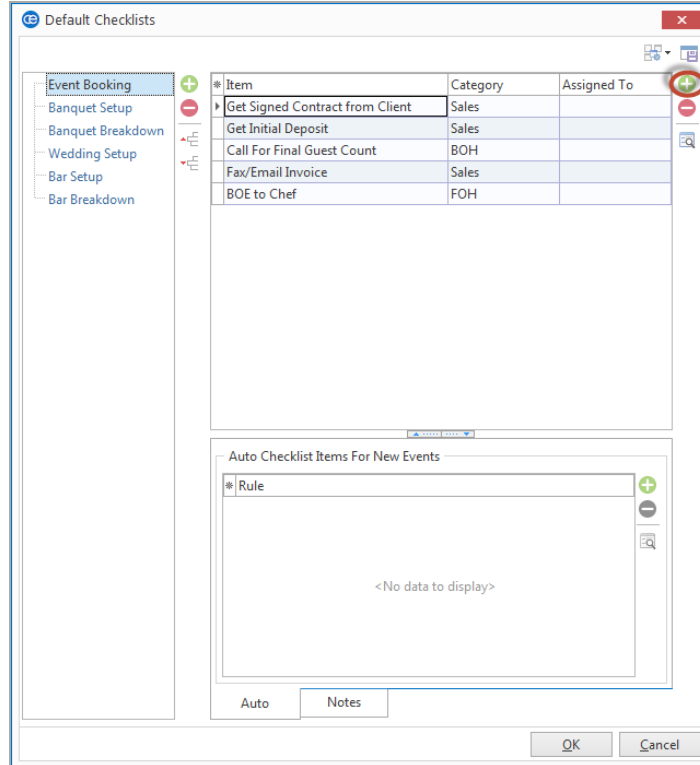 Default Checklists
Event Booking
Banquet Setup
Banquet Breakdown
Wedding Setup
Bar Setup
Bar Breakdown
Item Category Assigned To
Get Signed Contract from Client Sales
Get Initial Deposit Sales
Call For Final Guest Count BOH
Fax/Email Invoice Sales
BOE to Chef FOH
Auto Checklist Items For New Events
Rule
<No data to display>
Auto Notes
OK Cancel